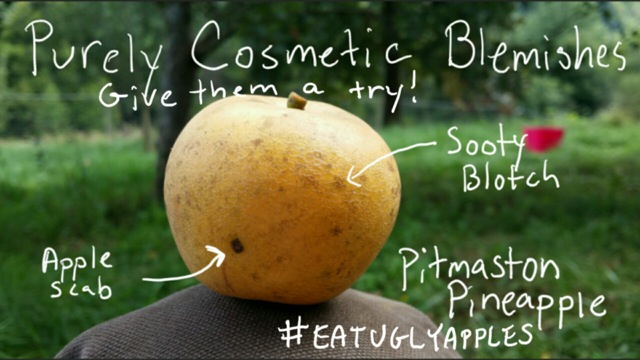 Purely Cosmetic Blemishes
Give them a try!
Sooty
Blotch
Apple
Scab
Pitmaston
Pineapple
#EATUGLYAPPLES